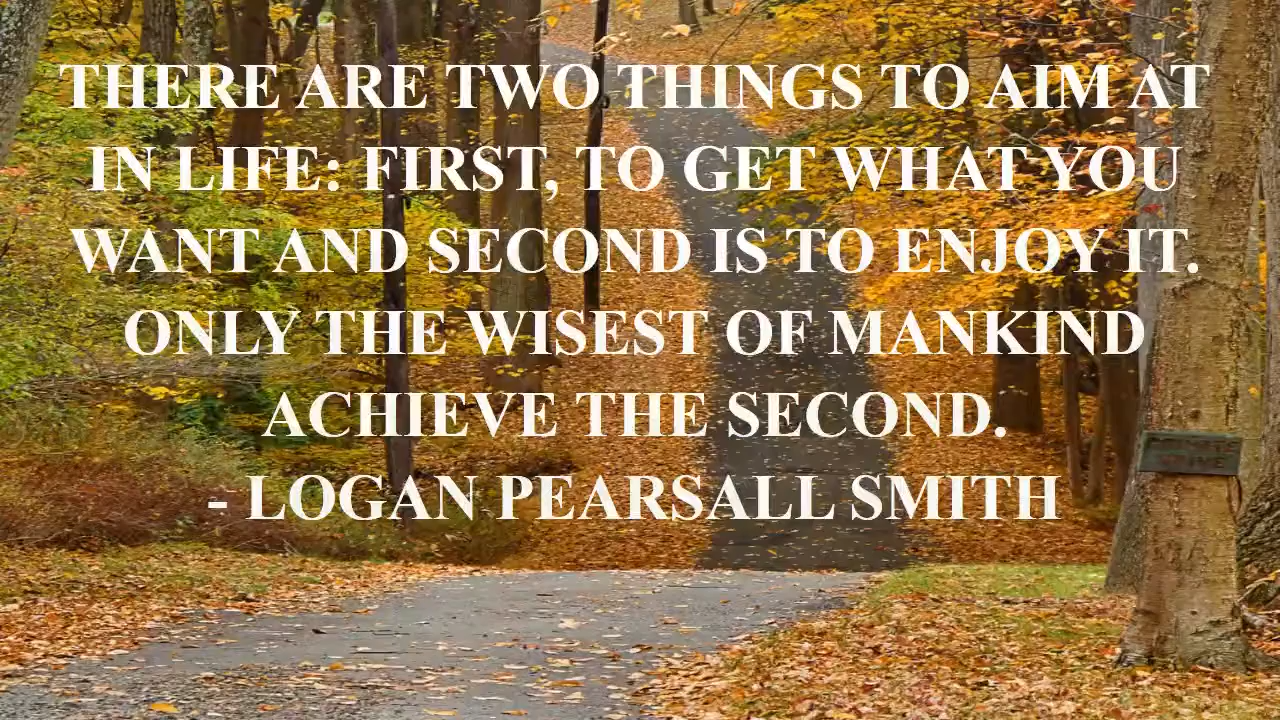 THERE ARE TWO THINGS TO AIM AT
IN LIFE: FIRST, TO GET WHAT YOU
WANT AND SECOND IS TO ENJOY IT.
ONLY THE WISEST OF MANKIND
ACHIEVE THE SECOND.
- LOGAN PEARSALL SMITH